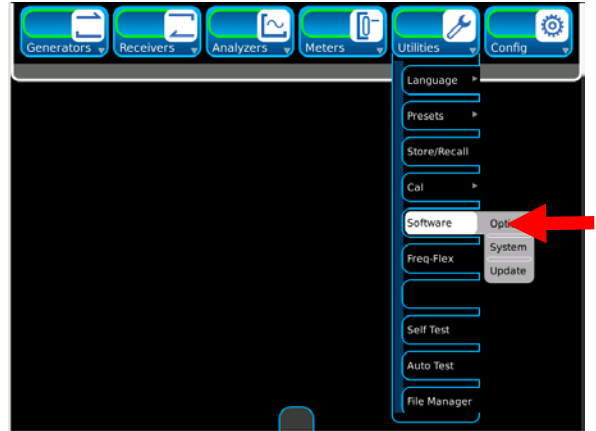 Generators Receivers Analyzers Meters Utilities Config
Language
Presets
Store/Recall
Cal
Software
System
Freq-Flex
Update
Self Test
Auto Test
File Manager